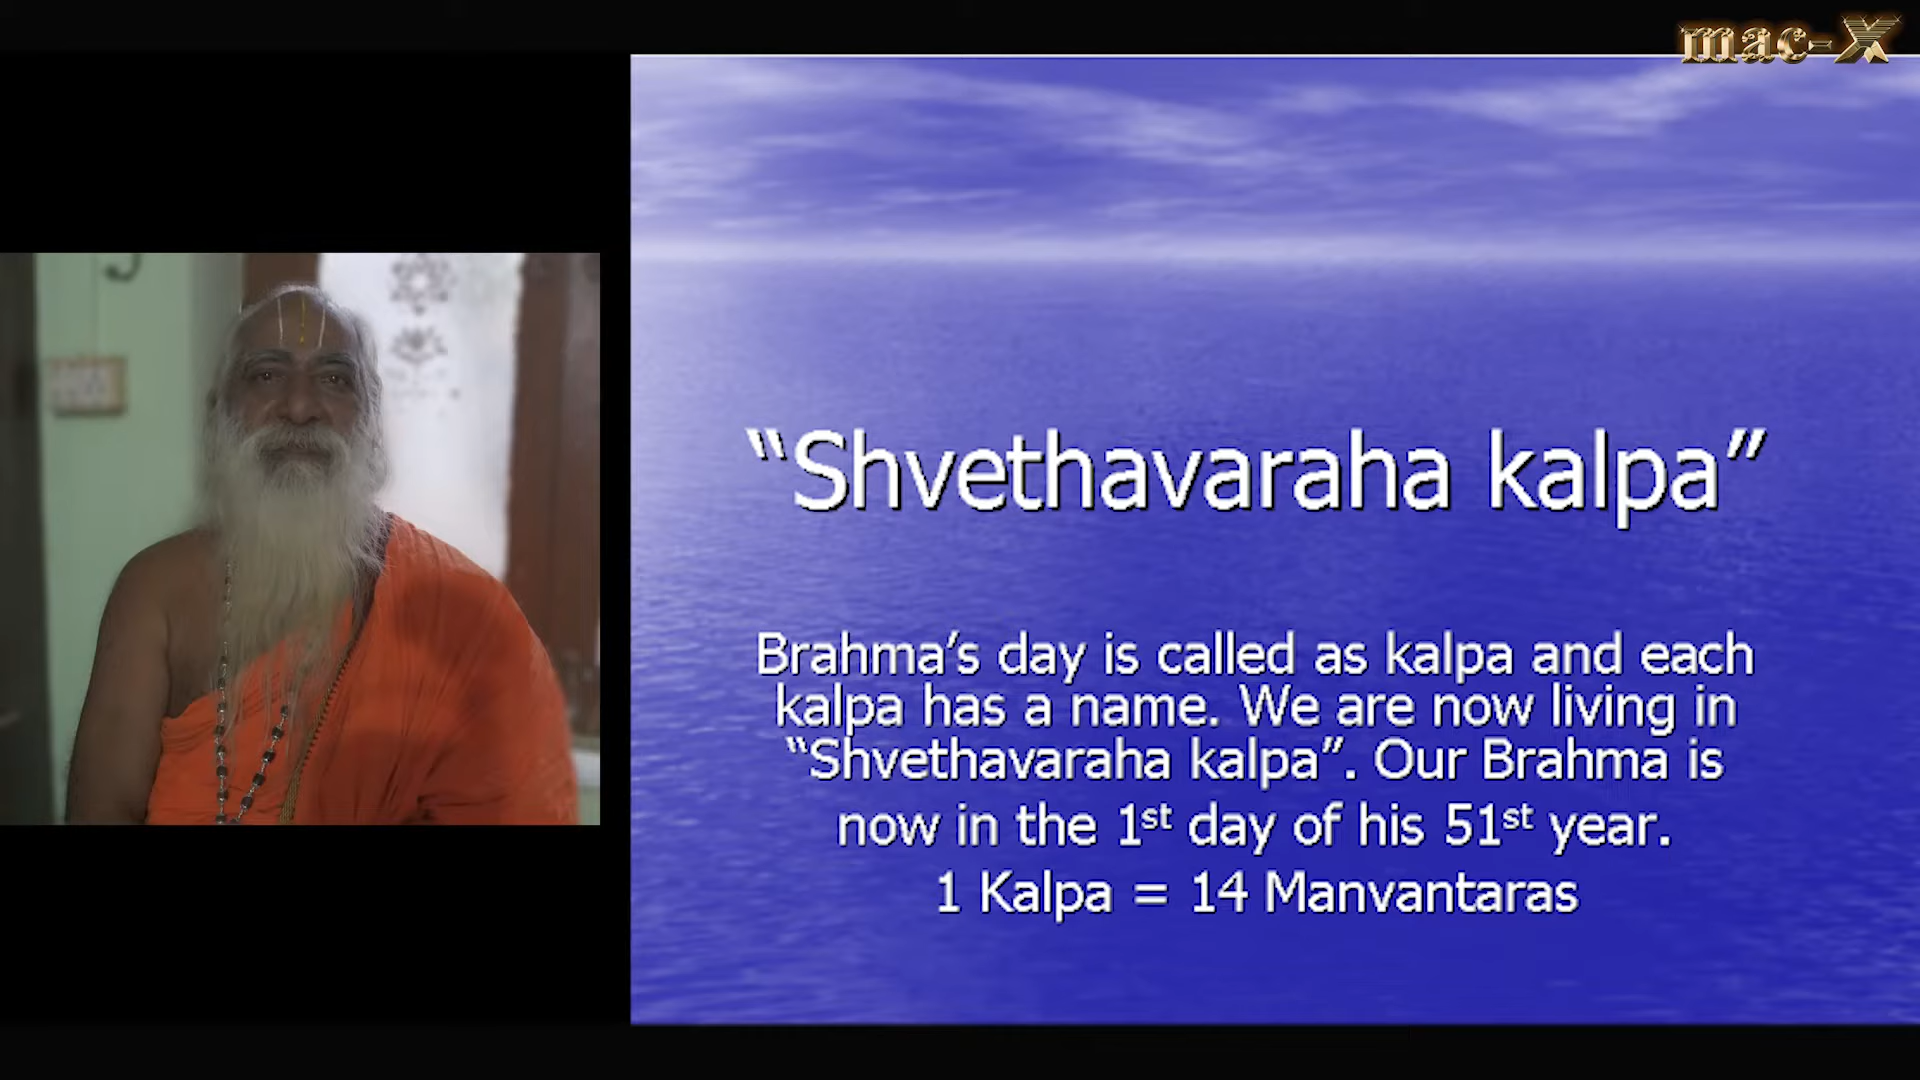 mac-X
“Shvethavaraha kalpa”
Brahma’s day is called as kalpa and each
kalpa has a name. We are now living in
“Shvethavaraha kalpa”. Our Brahma is
now in the 1st day of his 51st year.
1 Kalpa = 14 Manvantaras